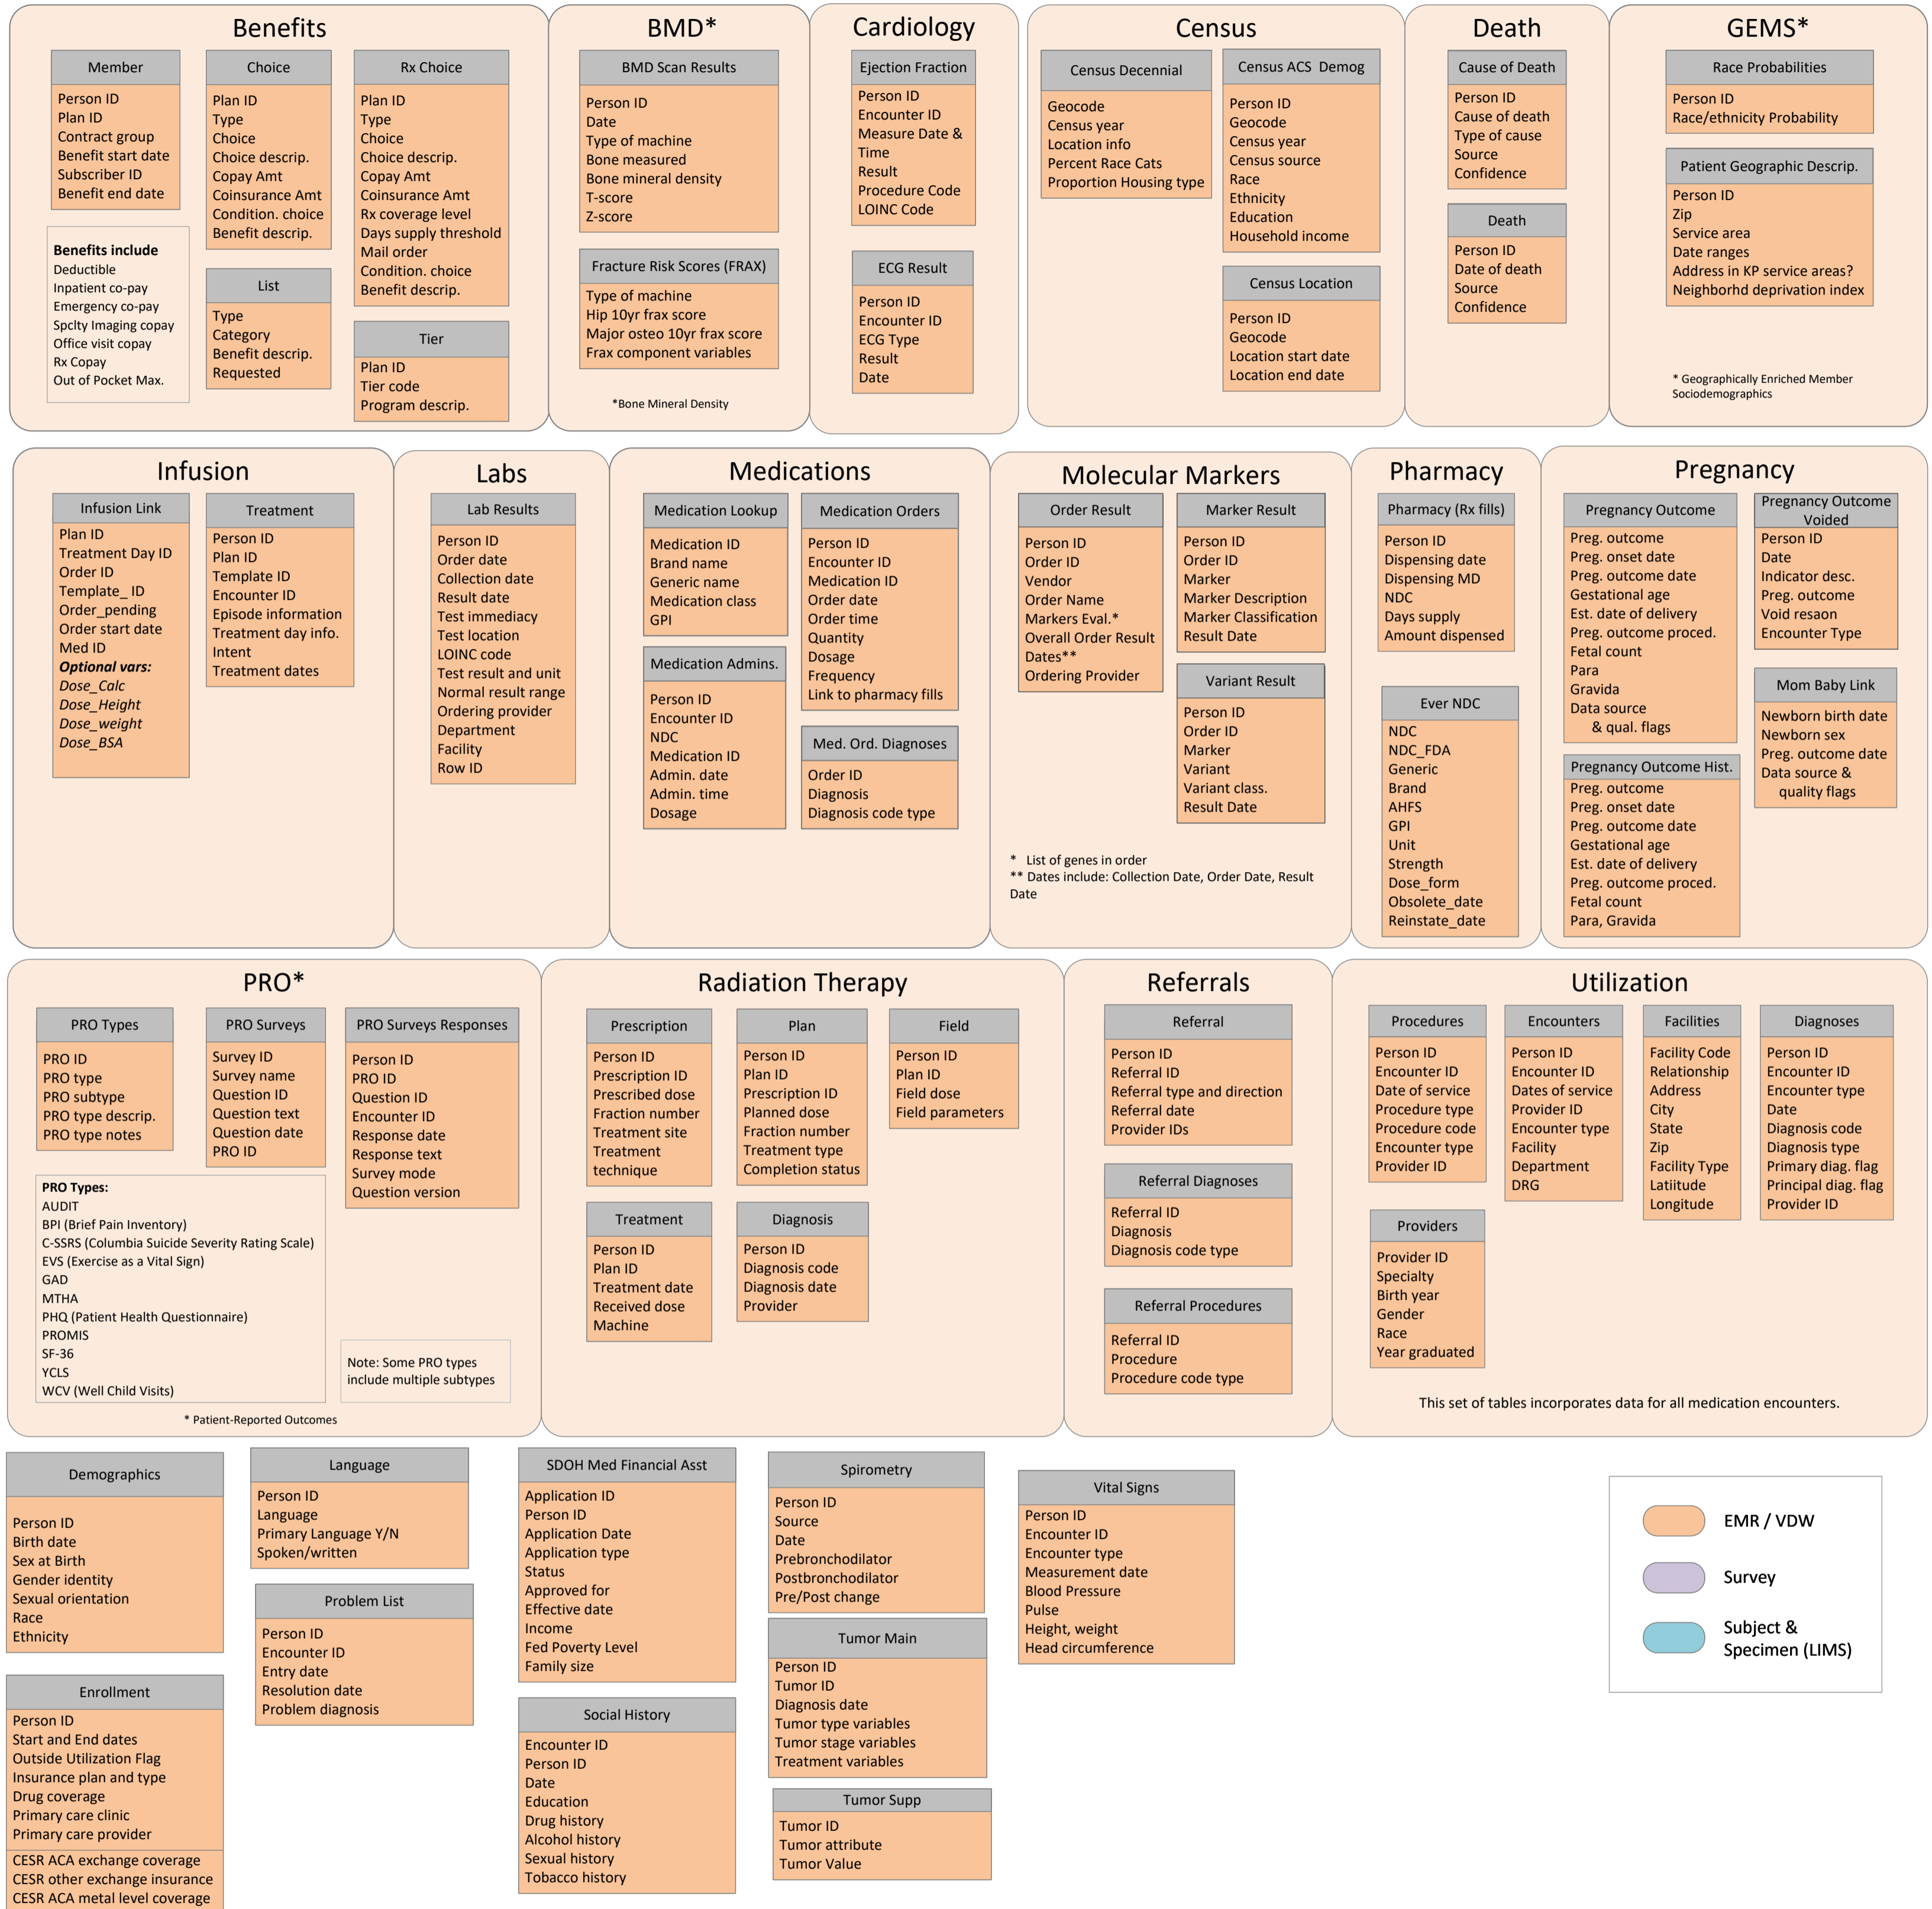 Benefits
Member
Person ID
Plan ID
Contract group
Benefit start date
Subscriber ID
Benefit end date
Benefits include
Deductible
Inpatient co-pay
Emergency co-pay
Spclty Imaging copay
Office visit copay
Rx Copay
Out of Pocket Max.
Choice
Plan ID
Type
Choice
Choice descrip.
Copay Amt
Coinsurance Amt
Condition. choice
Benefit descrip.
List
Type
Category
Benefit descrip.
Requested
Rx Choice
Plan ID
Type
Choice
Choice descrip.
Copay Amt
Coinsurance Amt
Rx coverage level
Days supply threshold
Mail order
Condition. choice
Benefit descrip.
Tier
Plan ID
Tier code
Program descrip.
BMD*
BMD Scan Results
Person ID
Date
Type of machine
Bone measured
Bone mineral density
T-score
Z-score
Fracture Risk Scores (FRAX)
Type of machine
Hip 10yr frax score
Major osteo 10yr frax score
Frax component variables
*Bone Mineral Density
Cardiology
Ejection Fraction
Person ID
Encounter ID
Measure Date &
Time
Result
Procedure Code
LOINC Code
ECG Result
Person ID
Encounter ID
ECG Type
Result
Date
Census
Census Decennial
Geocode
Census year
Location info
Percent Race Cats
Proportion Housing type
Census ACS Demog
Person ID
Geocode
Census year
Census source
Race
Ethnicity
Education
Household income
Census Location
Person ID
Geocode
Location start date
Location end date
Death
Cause of Death
Person ID
Cause of death
Type of cause
Source
Confidence
Death
Person ID
Date of death
Source
Confidence
GEMS*
Race Probabilities
Person ID
Race/ethnicity Probability
Patient Geographic Descrip.
Person ID
Zip
Service area
Date ranges
Address in KP service areas?
Neighborhd deprivation index
* Geographically Enriched Member
Sociodemographics
Infusion
Infusion Link
Plan ID
Treatment Day ID
Order ID
Template_ ID
Order_pending
Order start date
Med ID
Optional vars:
Dose_Calc
Dose_Height
Dose_weight
Dose_BSA
Treatment
Person ID
Plan ID
Template ID
Encounter ID
Episode information
Treatment day info.
Intent
Treatment dates
Labs
Lab Results
Person ID
Order date
Collection date
Result date
Test immediacy
Test location
LOINC code
Test result and unit
Normal result range
Ordering provider
Department
Facility
Row ID
Medications
Medication Lookup
Medication ID
Brand name
Generic name
Medication class
GPI
Medication Admins.
Person ID
Encounter ID
NDC
Medication ID
Admin. date
Admin. time
Dosage
Medication Orders
Person ID
Encounter ID
Medication ID
Order date
Order time
Quantity
Dosage
Frequency
Link to pharmacy fills
Med. Ord. Diagnoses
Order ID
Diagnosis
Diagnosis code type
Molecular Markers
Order Result
Person ID
Order ID
Vendor
Order Name
Markers Eval.*
Overall Order Result
Dates**
Ordering Provider
Marker Result
Person ID
Order ID
Marker
Marker Description
Marker Classification
Result Date
Variant Result
Person ID
Order ID
Marker
Variant
Variant class.
Result Date
* List of genes in order
** Dates include: Collection Date, Order Date, Result
Date
Pharmacy
Pharmacy (Rx fills)
Person ID
Dispensing date
Dispensing MD
NDC
Days supply
Amount dispensed
Ever NDC
NDC
NDC_FDA
Generic
Brand
AHFS
GPI
Unit
Strength
Dose_form
Obsolete_date
Reinstate_date
Pregnancy
Pregnancy Outcome
Preg. outcome
Preg. onset date
Preg. outcome date
Gestational age
Est. date of delivery
Preg. outcome proced.
Fetal count
Para
Gravida
Data source
& qual. flags
Pregnancy Outcome Hist.
Preg. outcome
Preg. onset date
Preg. outcome date
Gestational age
Est. date of delivery
Preg. outcome proced.
Fetal count
Para, Gravida
Pregnancy Outcome
Voided
Person ID
Date
Indicator desc.
Preg. outcome
Void resaon
Encounter Type
Mom Baby Link
Newborn birth date
Newborn sex
Preg. outcome date
Data source &
quality flags
PRO*
PRO Types
PRO ID
PRO type
PRO subtype
PRO type descrip.
PRO type notes
PRO Surveys
Survey ID
Survey name
Question ID
Question text
Question date
PRO ID
PRO Surveys Responses
Person ID
PRO ID
Question ID
Encounter ID
Response date
Response text
Survey mode
Question version
PRO Types:
AUDIT
BPI (Brief Pain Inventory)
C-SSRS (Columbia Suicide Severity Rating Scale)
EVS (Exercise as a Vital Sign)
GAD
MTHA
PHQ (Patient Health Questionnaire)
PROMIS
SF-36
YCLS
WCV (Well Child Visits)
Note: Some PRO types
include multiple subtypes
* Patient-Reported Outcomes
Radiation Therapy
Prescription
Person ID
Prescription ID
Prescribed dose
Fraction number
Treatment site
Treatment
technique
Plan
Person ID
Plan ID
Prescription ID
Planned dose
Fraction number
Treatment type
Completion status
Field
Person ID
Plan ID
Field dose
Field parameters
Treatment
Person ID
Plan ID
Treatment date
Received dose
Machine
Diagnosis
Person ID
Diagnosis code
Diagnosis date
Provider
Referrals
Referral
Person ID
Referral ID
Referral type and direction
Referral date
Provider IDs
Referral Diagnoses
Referral ID
Diagnosis
Diagnosis code type
Referral Procedures
Referral ID
Procedure
Procedure code type
Utilization
Procedures
Person ID
Encounter ID
Date of service
Procedure type
Procedure code
Encounter type
Provider ID
Encounters
Person ID
Encounter ID
Dates of service
Provider ID
Encounter type
Facility
Department
DRG
Facilities
Facility Code
Relationship
Address
City
State
Zip
Facility Type
Latiitude
Longitude
Diagnoses
Person ID
Encounter ID
Encounter type
Date
Diagnosis code
Diagnosis type
Primary diag. flag
Principal diag. flag
Provider ID
Providers
Provider ID
Specialty
Birth year
Gender
Race
Year graduated
This set of tables incorporates data for all medication encounters.
Demographics
Person ID
Birth date
Sex at Birth
Gender identity
Sexual orientation
Race
Ethnicity
Enrollment
Person ID
Start and End dates
Outside Utilization Flag
Insurance plan and type
Drug coverage
Primary care clinic
Primary care provider
CESR ACA exchange coverage
CESR other exchange insurance
CESR ACA metal level coverage
Language
Person ID
Language
Primary Language Y/N
Spoken/written
Problem List
Person ID
Encounter ID
Entry date
Resolution date
Problem diagnosis
SDOH Med Financial Asst
Application ID
Person ID
Application Date
Application type
Status
Approved for
Effective date
Income
Fed Poverty Level
Family size
Social History
Encounter ID
Person ID
Date
Education
Drug history
Alcohol history
Sexual history
Tobacco history
Spirometry
Person ID
Source
Date
Prebronchodilator
Postbronchodilator
Pre/Post change
Tumor Main
Person ID
Tumor ID
Diagnosis date
Tumor type variables
Tumor stage variables
Treatment variables
Tumor Supp
Tumor ID
Tumor attribute
Tumor Value
Vital Signs
Person ID
Encounter ID
Encounter type
Measurement date
Blood Pressure
Pulse
Height, weight
Head circumference
EMR / VDW
Survey
Subject &
Specimen (LIMS)